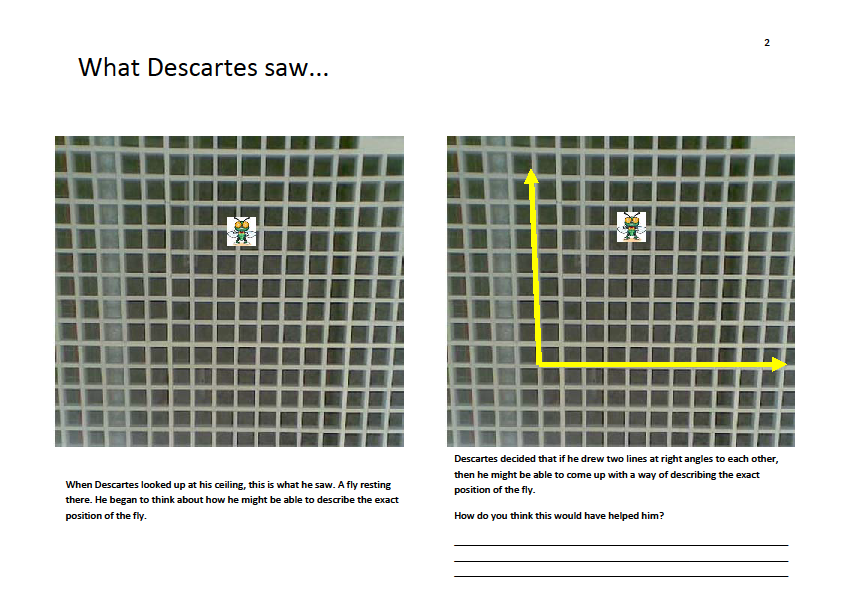 2
What Descartes saw...
When Descartes looked up at his ceiling, this is what he saw. A fly resting
there. He began to think about how he might be able to describe the exact
position of the fly.
Descartes decided that if he drew two lines at right angles to each other,
then he might be able to come up with a way of describing the exact
position of the fly.
How do you think this would have helped him?